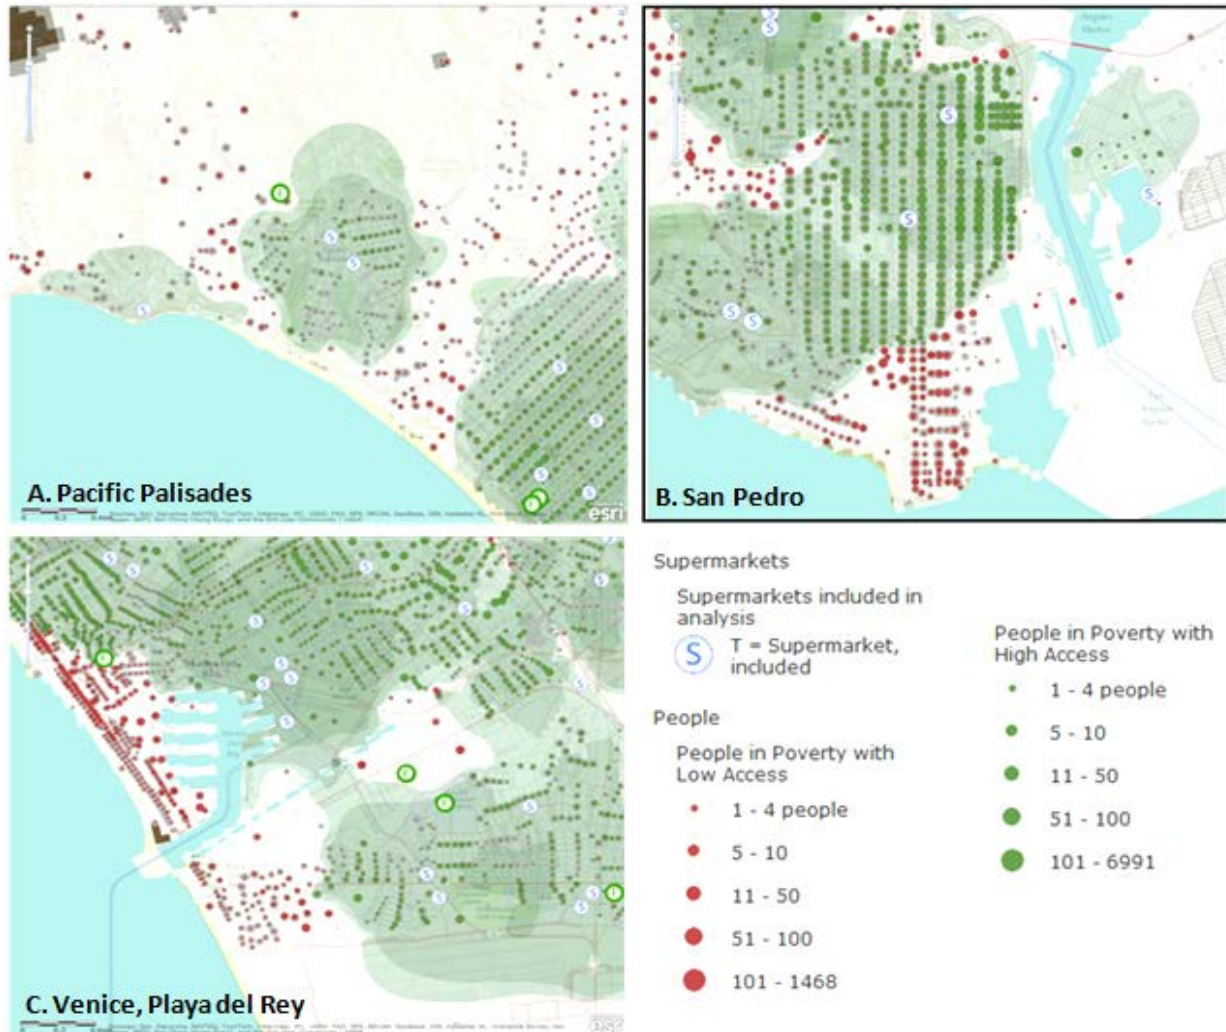 A. Pacific Palisades
esri
B. San Pedro
C. Venice, Playa del Rey
esri
Supermarkets
Supermarkets included in
analysis
S
T = Supermarket,
included
People
People in Poverty with
Low Access
1 - 4 people
5 - 10
11 - 50
51 - 100
101 - 1468
People in Poverty with
High Access
1 - 4 people
5 - 10
11 - 50
51 - 100
101 - 6991